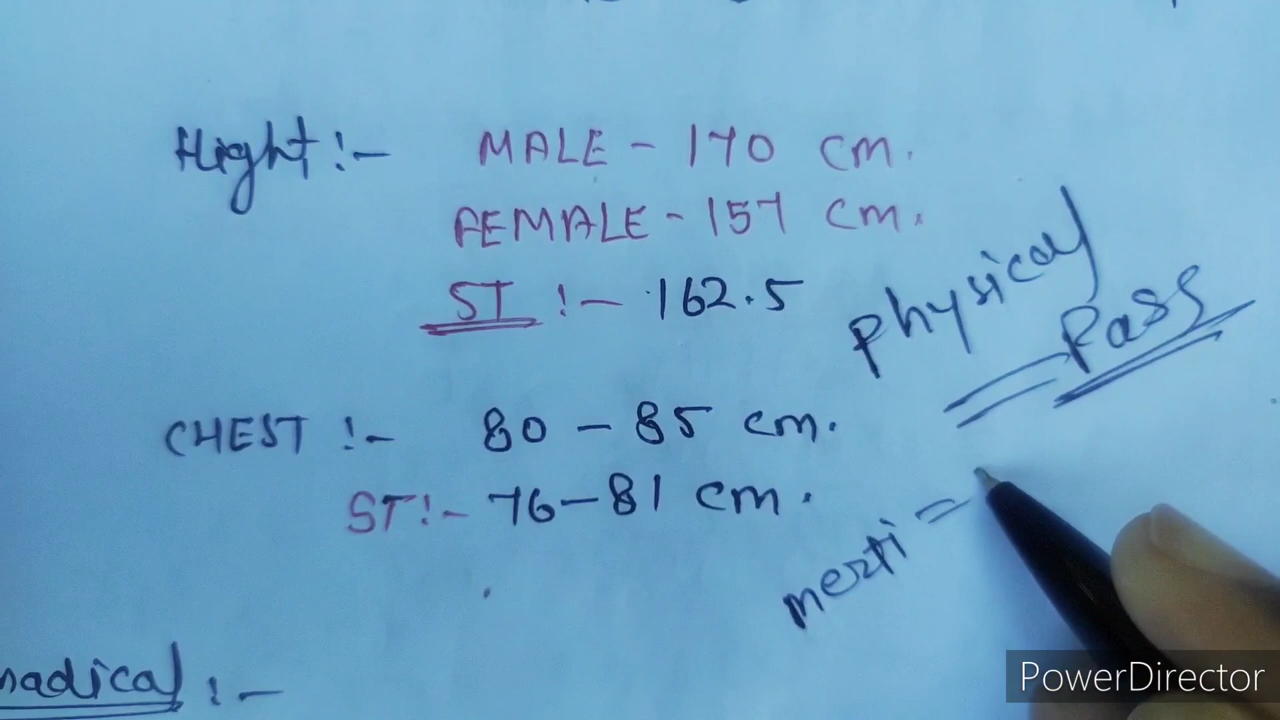 Hight :-
MALE - 170 cm.
FEMALE - 157 cm.
ST :- 162.5
physical
Pass
CHEST :- 80 - 85 cm.
ST :- 76-81 cm.
merti =
madical :-
PowerDirector